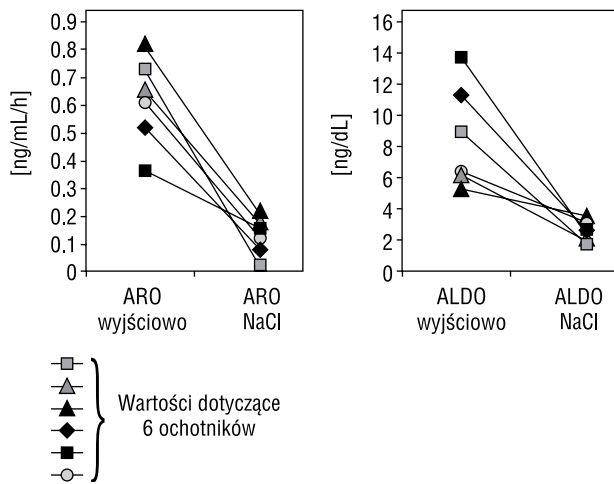 [ng/mL/h]
0.9
0.8
0.7
0.6
0.5
0.4
0.3
0.2
0.1
0
ARO
wyjściowo
ARO
NaCl
[ng/dL]
16
14
12
10
8
6
4
2
0
ALDO
wyjściowo
ALDO
NaCl
Wartości dotyczące
6 ochotników